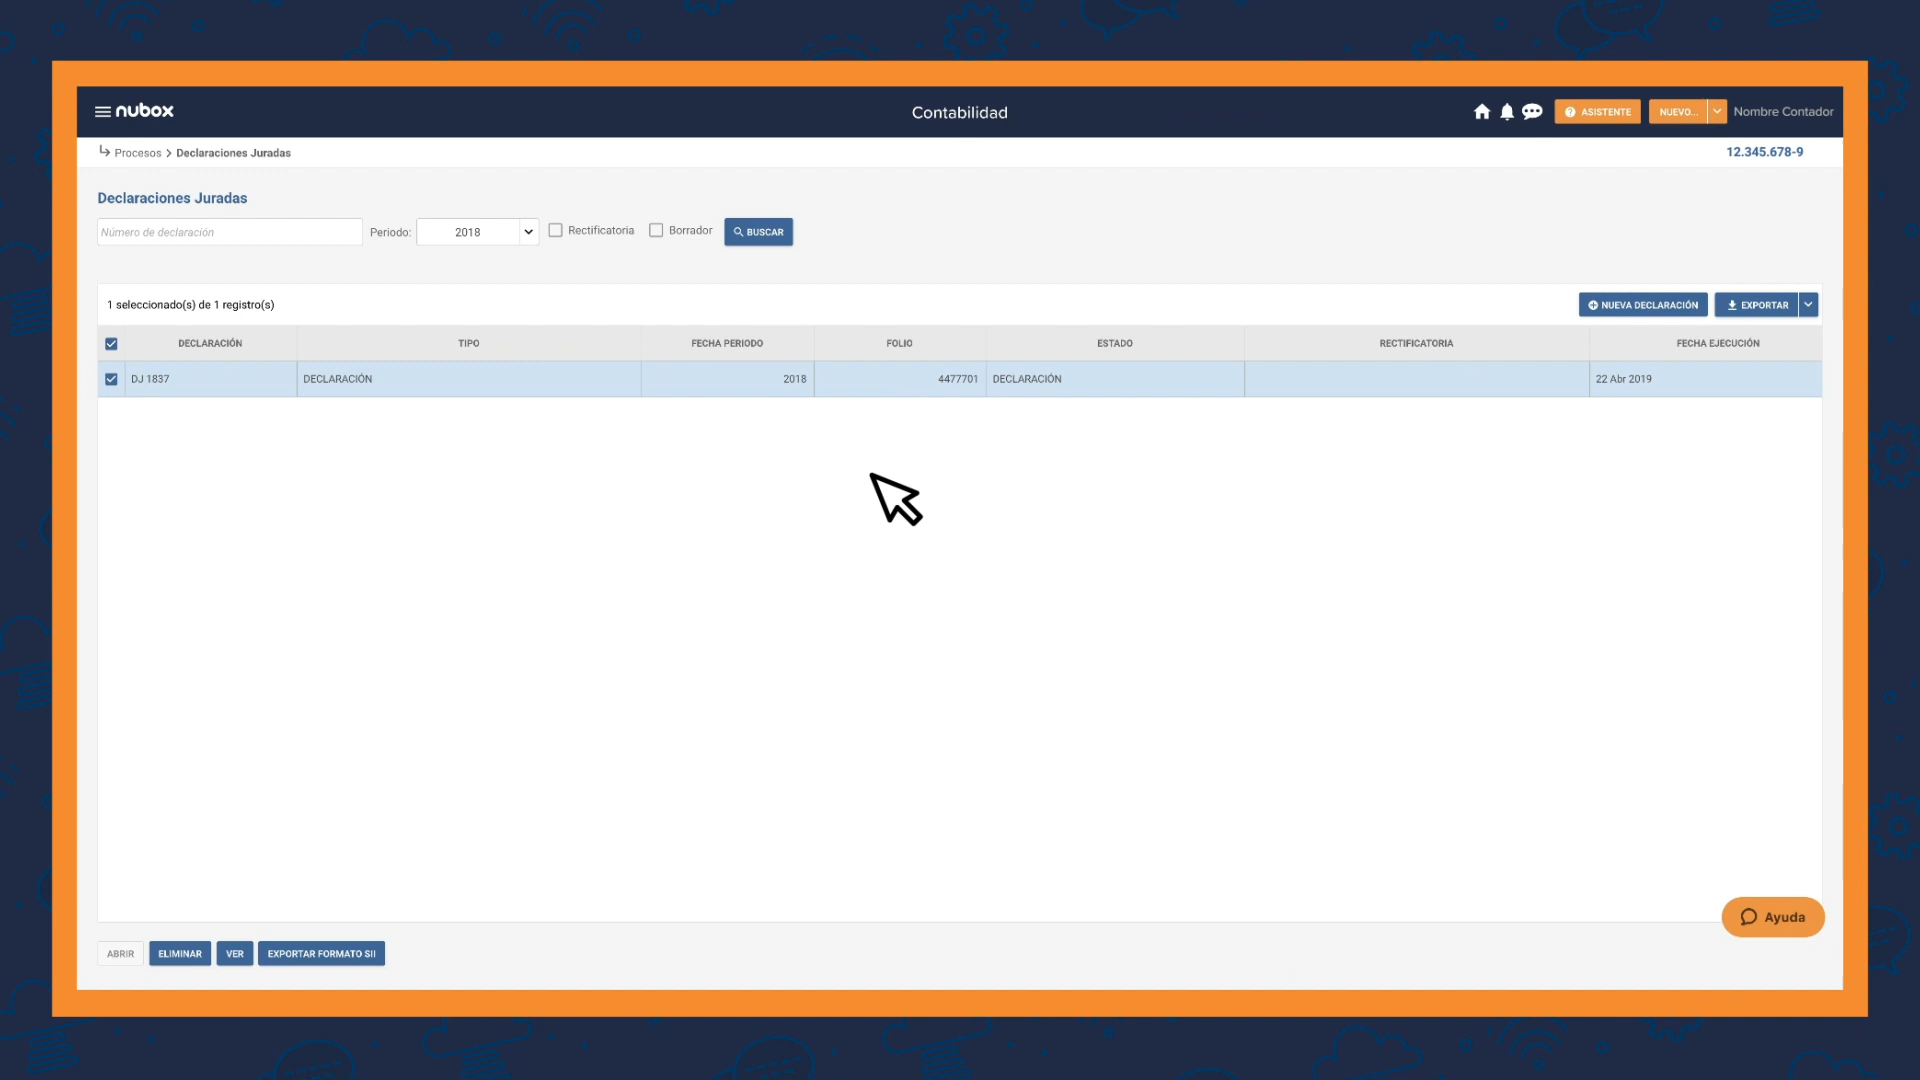 nubox
Contabilidad
ASISTENTE
NUEVO...
Nombre Contador
Procesos > Declaraciones Juradas
12.345.678-9
Declaraciones Juradas
Número de declaración
Periodo:
2018
Rectificatoria
Borrador
BUSCAR
1 seleccionado(s) de 1 registro(s)
NUEVA DECLARACIÓN
EXPORTAR
DECLARACIÓN TIPO FECHA PERIODO FOLIO ESTADO RECTIFICATORIA FECHA EJECUCIÓN
DJ 1837 DECLARACIÓN 2018 4477701 DECLARACIÓN 22 Abr 2019
Ayuda
ABRIR
ELIMINAR
VER
EXPORTAR FORMATO SII